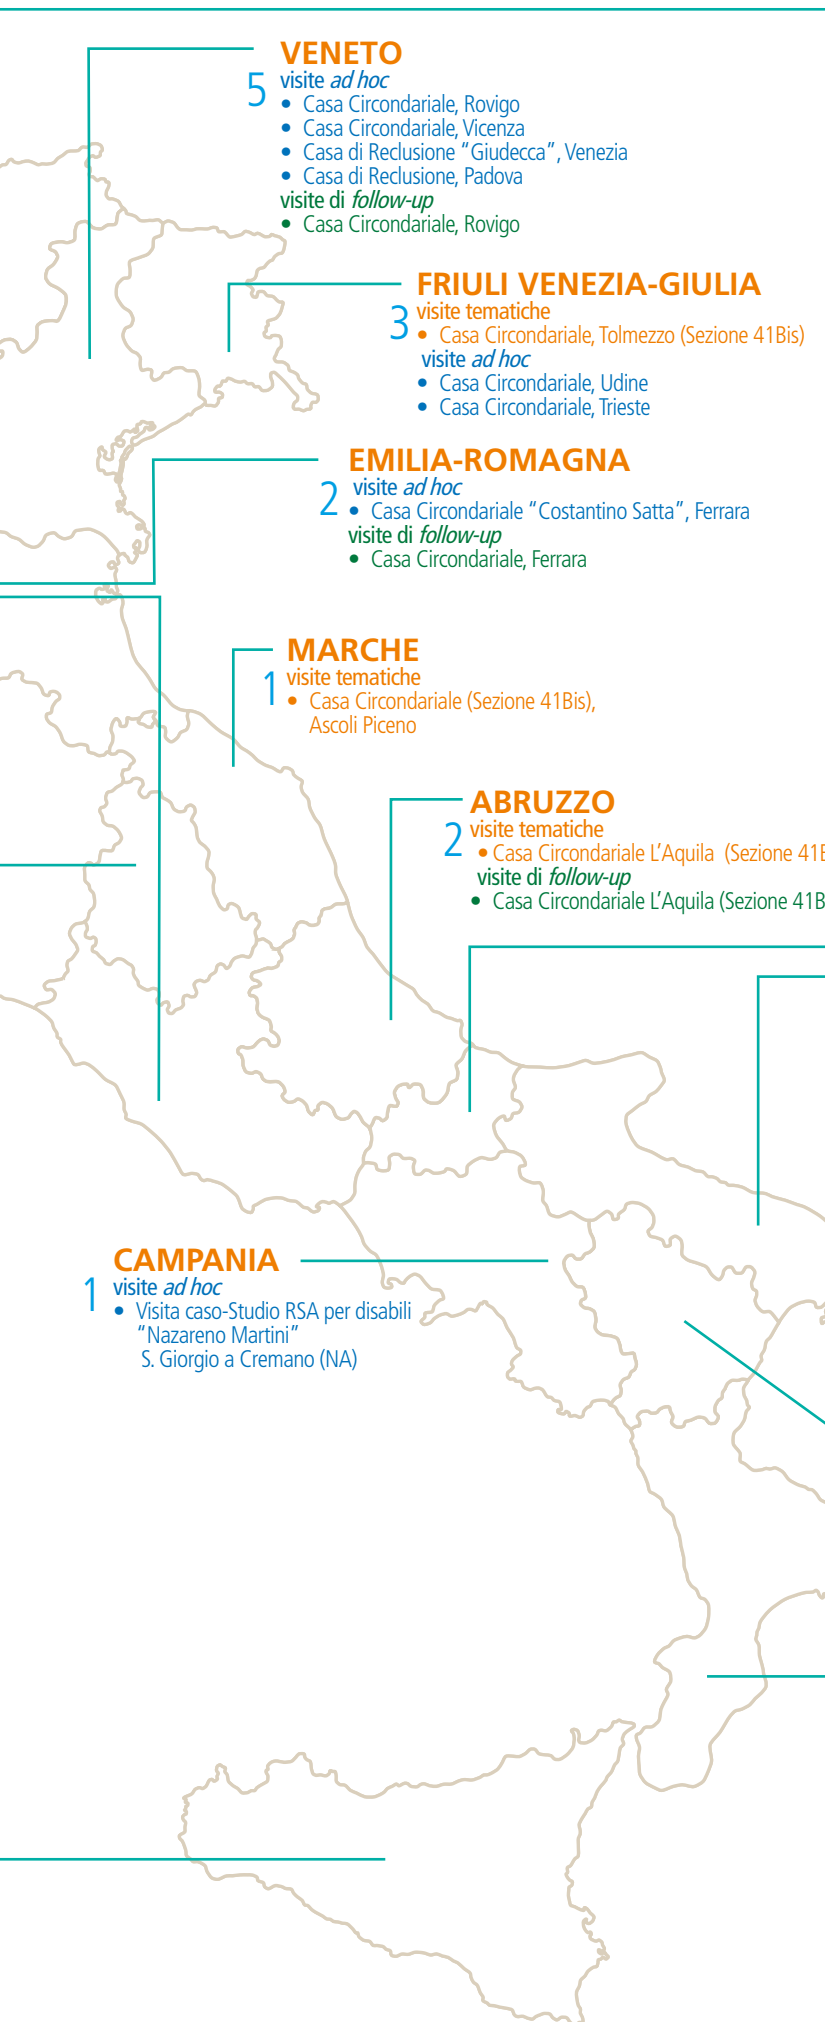 VENETO
5
visite ad hoc
• Casa Circondariale, Rovigo
• Casa Circondariale, Vicenza
• Casa di Reclusione “Giudecca”, Venezia
• Casa di Reclusione, Padova
visite di follow-up
• Casa Circondariale, Rovigo
FRIULI VENEZIA-GIULIA
3
visite tematiche
• Casa Circondariale, Tolmezzo (Sezione 41Bis)
visite ad hoc
• Casa Circondariale, Udine
• Casa Circondariale, Trieste
EMILIA-ROMAGNA
2
visite ad hoc
• Casa Circondariale “Costantino Satta”, Ferrara
visite di follow-up
• Casa Circondariale, Ferrara
MARCHE
1
visite tematiche
• Casa Circondariale (Sezione 41Bis),
Ascoli Piceno
ABRUZZO
2
visite tematiche
• Casa Circondariale L’Aquila (Sezione 41B
visite di follow-up
• Casa Circondariale L’Aquila (Sezione 41B
CAMPANIA
1
visite ad hoc
• Visita caso-Studio RSA per disabili
“Nazareno Martini”
S. Giorgio a Cremano (NA)